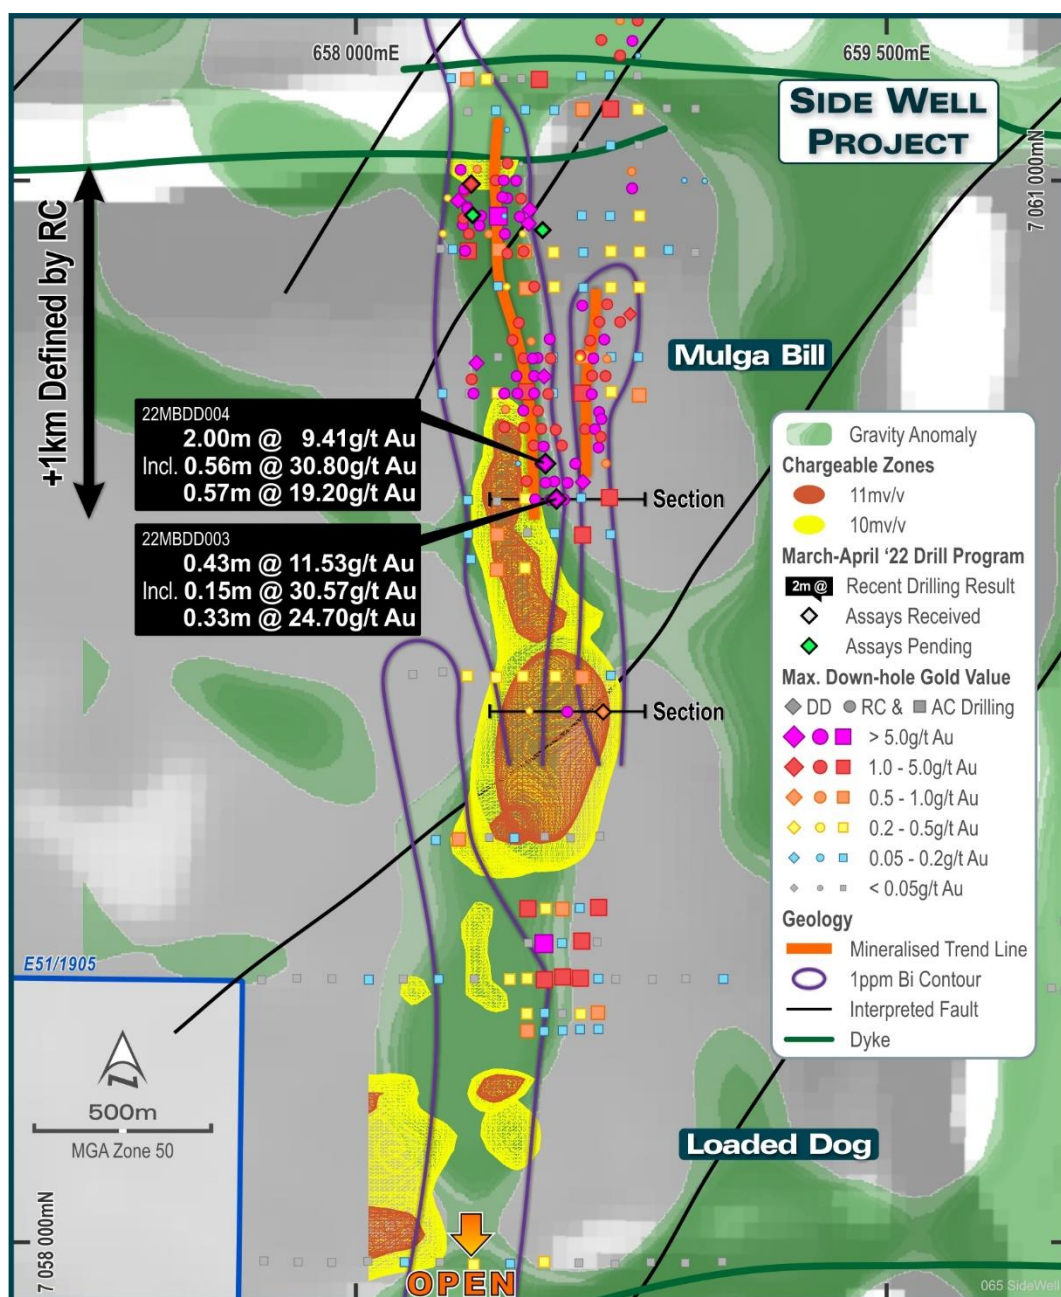 658 000mE
659 500mE
SIDE WELL
PROJECT
7 061 000mN
+1km Defined by RC
Mulga Bill
22MBDD004
2.00m @ 9.41g/t Au
Incl. 0.56m @ 30.80g/t Au
0.57m @ 19.20g/t Au
Section
22MBDD003
0.43m @ 11.53g/t Au
Incl. 0.15m @ 30.57g/t Au
0.33m @ 24.70g/t Au
Section
Gravity Anomaly
Chargeable Zones
11mv/v
10mv/v
March-April ‘22 Drill Program
2m @ Recent Drilling Result
Assays Received
Assays Pending
Max. Down-hole Gold Value
DD RC & AC Drilling
> 5.0g/t Au
1.0 - 5.0g/t Au
0.5 - 1.0g/t Au
0.2 - 0.5g/t Au
0.05 - 0.2g/t Au
< 0.05g/t Au
Geology
Mineralised Trend Line
1ppm Bi Contour
Interpreted Fault
Dyke
E51/1905
N
500m
MGA Zone 50
Loaded Dog
7 058 000mN
OPEN
065 SideWell